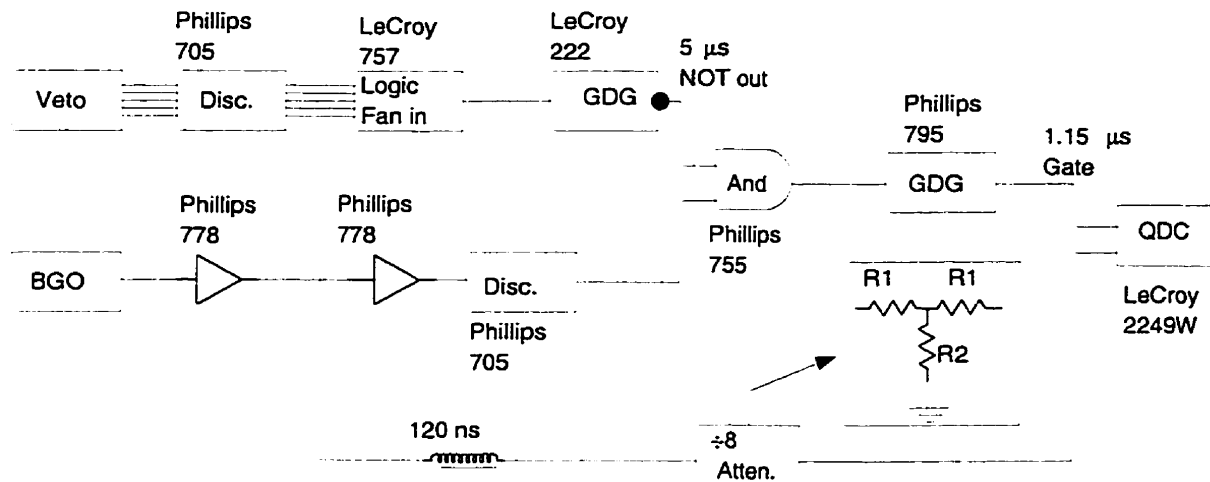 Phillips
705
LeCroy
757
LeCroy
222
5 µs
NOT out
Veto
Disc.
Logic
Fan in
GDG
Phillips
795
1.15 µs
Gate
And
GDG
Phillips
755
Phillips
778
Phillips
778
QDC
BGO
Disc.
Phillips
705
R1
R1
R2
LeCroy
2249W
120 ns
÷8
Atten.